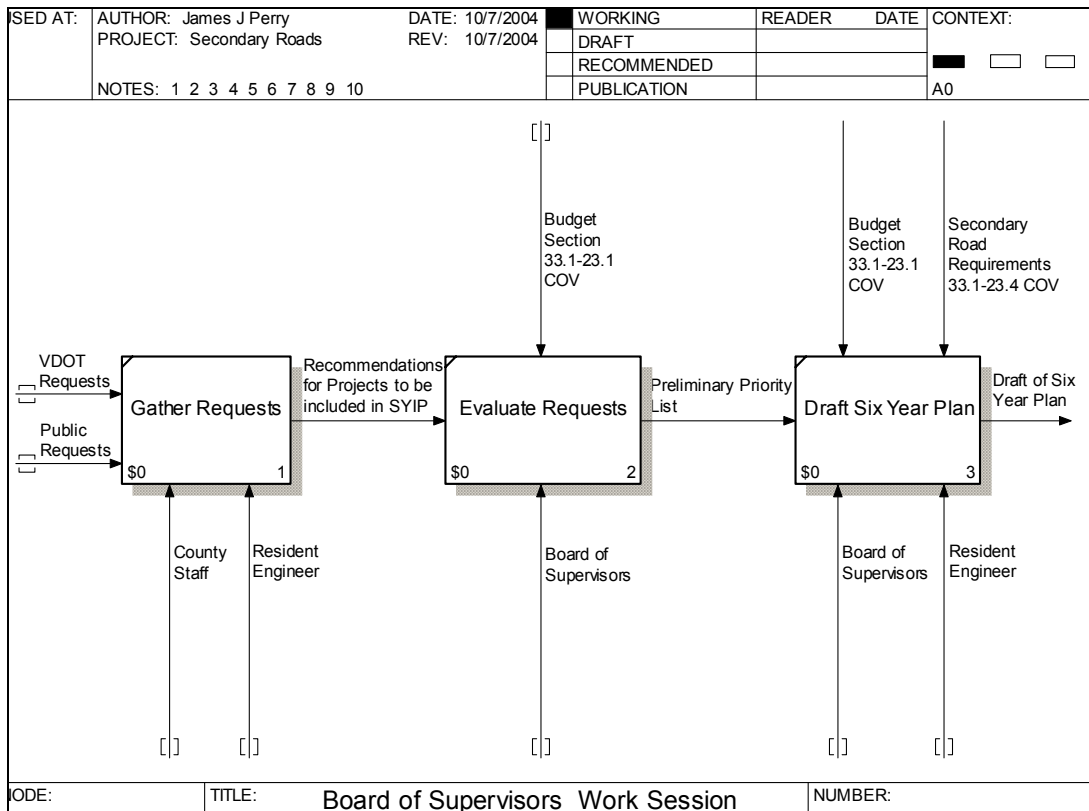 USED AT:
AUTHOR: James J Perry
DATE: 10/7/2004
PROJECT: Secondary Roads
REV: 10/7/2004
NOTES: 1 2 3 4 5 6 7 8 9 10
WORKING
DRAFT
RECOMMENDED
PUBLICATION
READER DATE
CONTEXT:
A0
Budget
Section
33.1-23.1
COV
Budget
Section
33.1-23.1
COV
Secondary
Road
Requirements
33.1-23.4 COV
VDOT
Requests
Public
Requests
Gather Requests
$0 1
Recommendations
for Projects to be
included in SYIP
Evaluate Requests
$0 2
Preliminary Priority
List
Draft Six Year Plan
$0 3
Draft of Six
Year Plan
County
Staff
Resident
Engineer
Board of
Supervisors
Board of
Supervisors
Resident
Engineer
NODE:
TITLE:
Board of Supervisors Work Session
NUMBER: